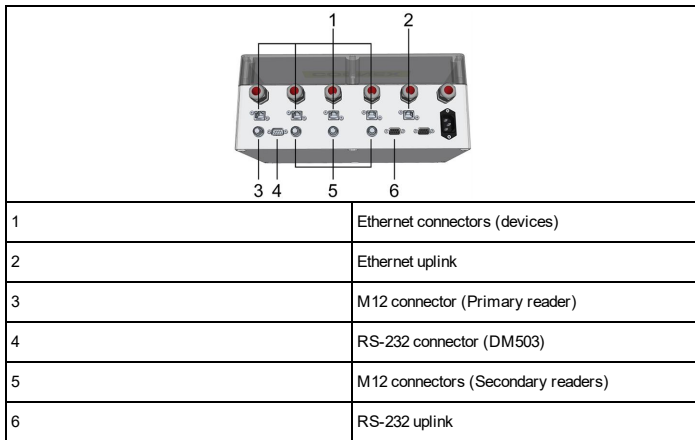 1 2
3 4 5 6
1 Ethernet connectors (devices)
2 Ethernet uplink
3 M12 connector (Primary reader)
4 RS-232 connector (DM503)
5 M12 connectors (Secondary readers)
6 RS-232 uplink